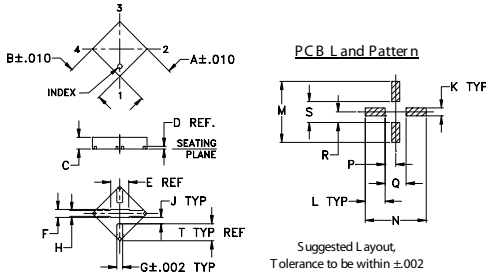 3
4
2
B±.010
A±.010
INDEX
1
D REF.
SEATING
PLANE
C
E REF
J TYP
F
H
T TYP REF
G±.002 TYP
PCB Land Pattern
K TYP
M
S
R
P
Q
L TYP
N
Suggested Layout,
Tolerance to be within ±.002